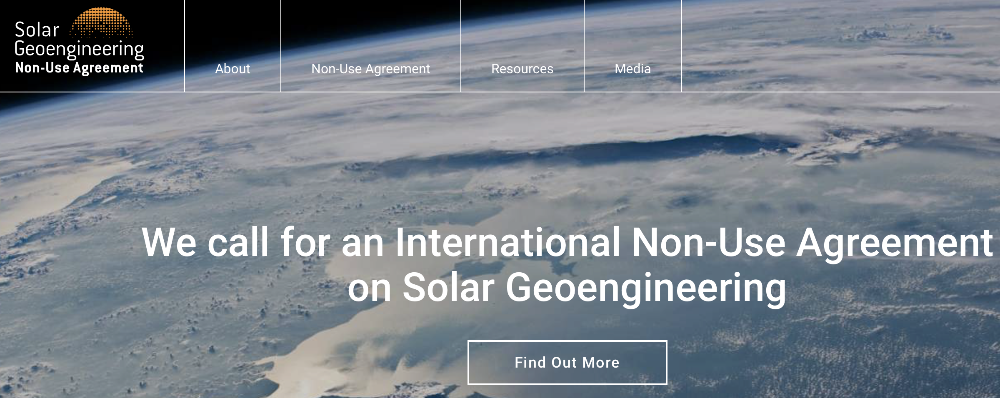 Solar
Geoengineering
Non-Use Agreement
About
Non-Use Agreement
Resources
Media
We call for an International Non-Use Agreement
on Solar Geoengineering
Find Out More